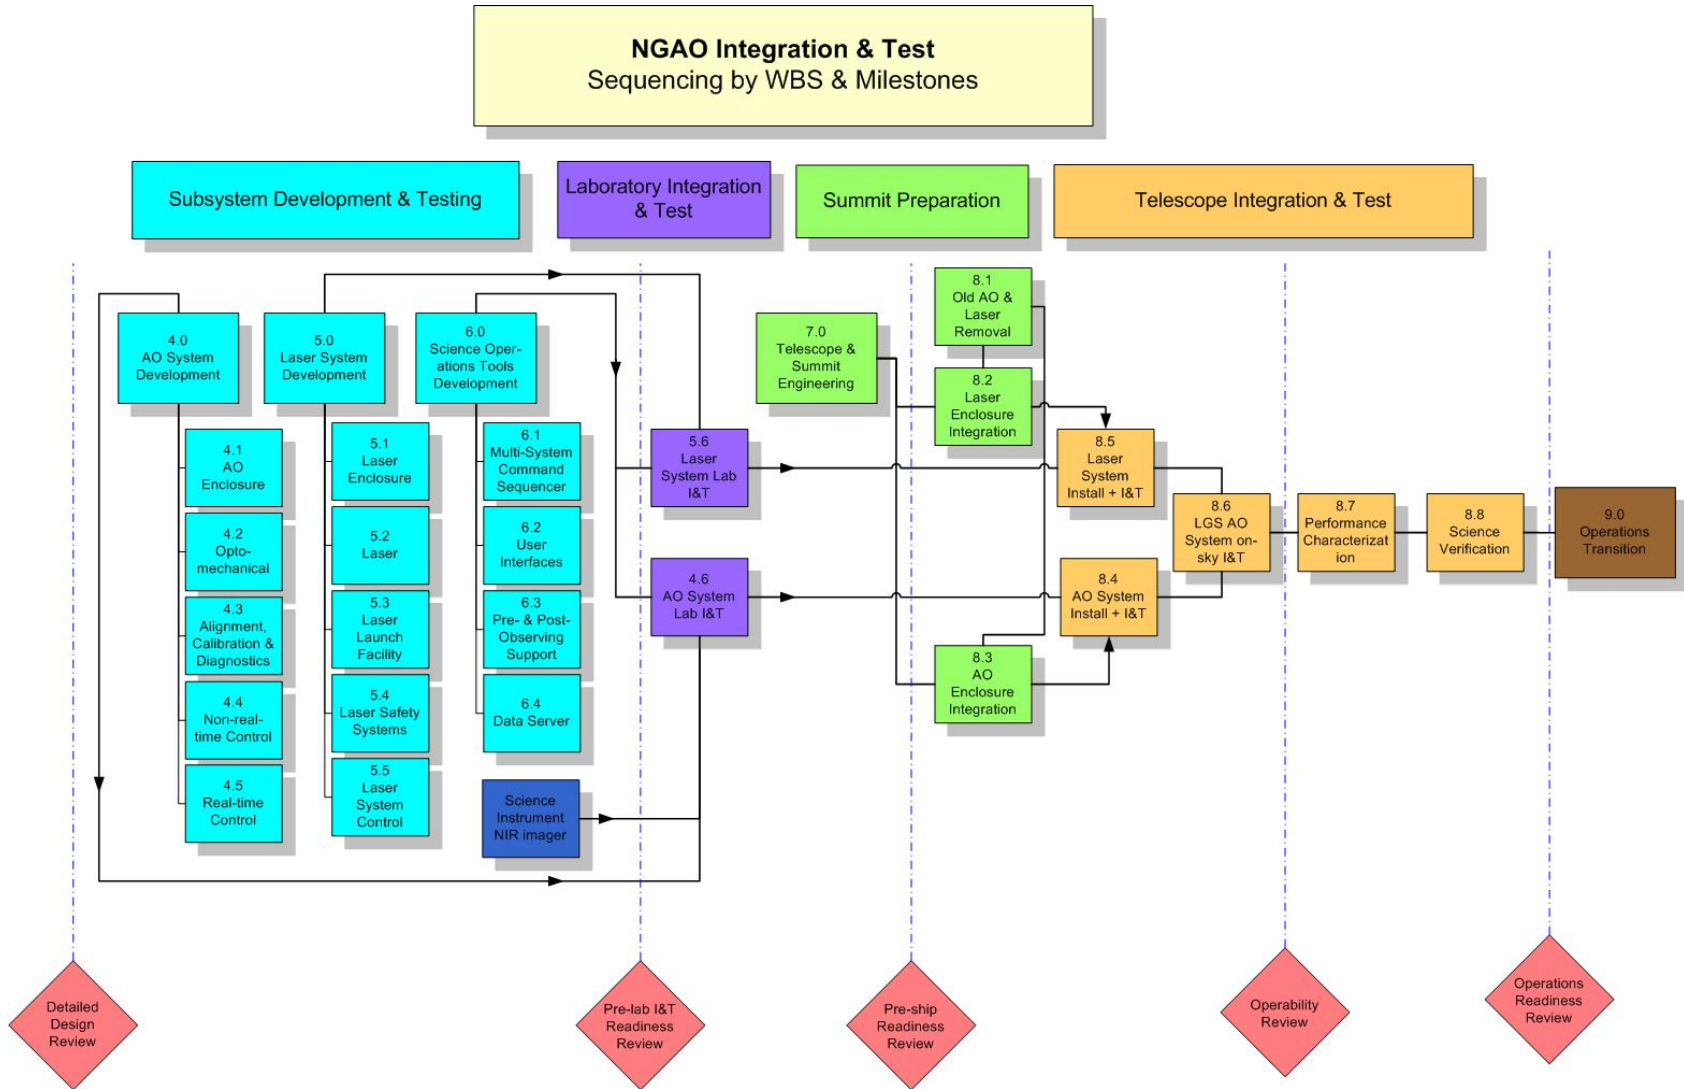 NGAO Integration & Test
Sequencing by WBS & Milestones
Subsystem Development & Testing
Laboratory Integration
& Test
Summit Preparation
Telescope Integration & Test
4.0
AO System
Development
4.1
AO
Enclosure
4.2
Opto-
mechanical
4.3
Alignment,
Calibration &
Diagnostics
4.4
Non-real-
time Control
4.5
Real-time
Control
5.0
Laser System
Development
5.1
Laser
Enclosure
5.2
Laser
5.3
Laser
Launch
Facility
5.4
Laser Safety
Systems
5.5
Laser
System
Control
6.0
Science Oper-
ations Tools
Development
6.1
Multi-System
Command
Sequencer
6.2
User
Interfaces
6.3
Pre- & Post-
Observing
Support
6.4
Data Server
Science
Instrument
NIR imager
5.6
Laser
System Lab
I&T
4.6
AO System
Lab I&T
7.0
Telescope &
Summit
Engineering
8.1
Old AO &
Laser
Removal
8.2
Laser
Enclosure
Integration
8.3
AO
Enclosure
Integration
8.5
Laser
System
Install + I&T
8.4
AO System
Install + I&T
8.6
LGS AO
System on-
sky I&T
8.7
Performance
Characterizat
ion
8.8
Science
Verification
9.0
Operations
Transition
Detailed
Design
Review
Pre-lab I&T
Readiness
Review
Pre-ship
Readiness
Review
Operability
Review
Operations
Readiness
Review